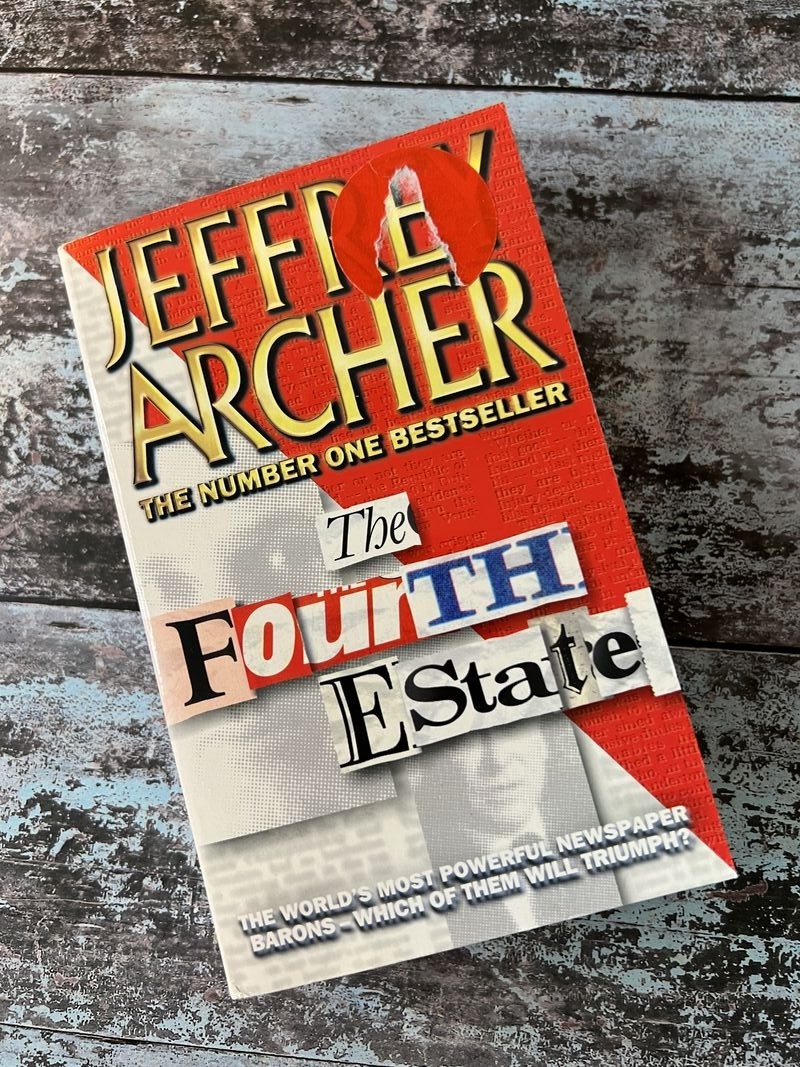 JEFFREY
ARCHER
THE NUMBER ONE BESTSELLER
The
FourTH
EState
THE WORLD'S MOST POWERFUL NEWSPAPER
BARONS – WHICH OF THEM WILL TRIUMPH?